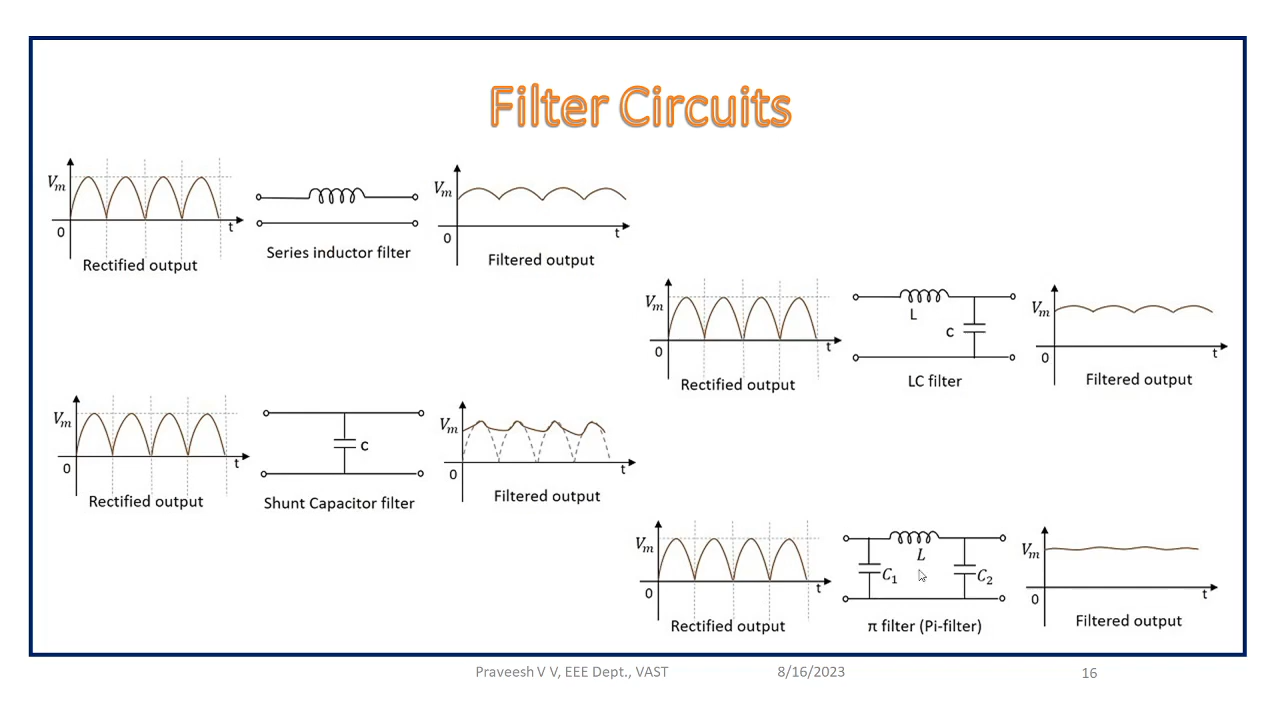 Filter Circuits
Vm
0
t
Rectified output
Series inductor filter
Vm
0
t
Filtered output
Vm
0
t
Rectified output
L
C
LC filter
Vm
0
t
Filtered output
Vm
0
t
Rectified output
C
Shunt Capacitor filter
Vm
0
t
Filtered output
Vm
0
t
Rectified output
C1
L
C2
π filter (Pi-filter)
Vm
0
t
Filtered output
Praveesh V V, EEE Dept., VAST 8/16/2023 16